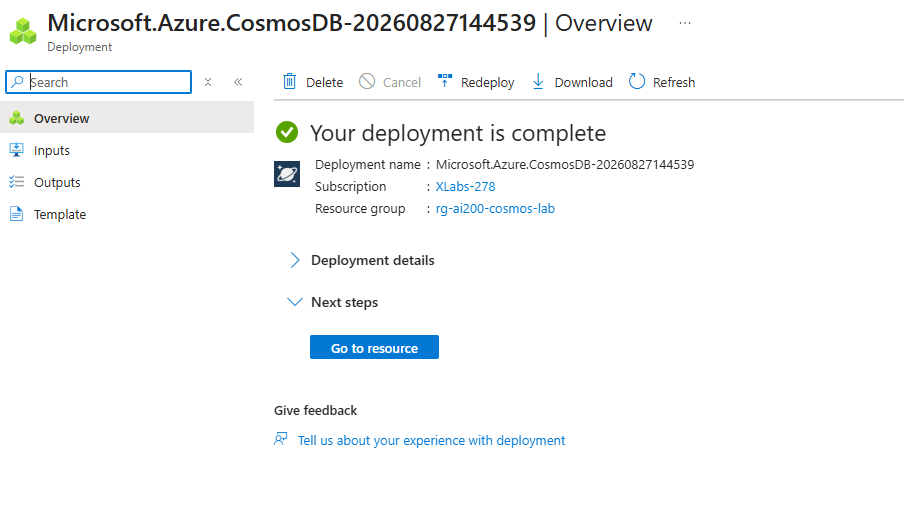 Microsoft.Azure.CosmosDB-20260827144539 | Overview ...
Deployment
Search
Delete Cancel Redeploy Download Refresh
Overview
Inputs
Outputs
Template
Your deployment is complete
Deployment name : Microsoft.Azure.CosmosDB-20260827144539
Subscription : XLabs-278
Resource group : rg-ai200-cosmos-lab
Deployment details
Next steps
Go to resource
Give feedback
Tell us about your experience with deployment